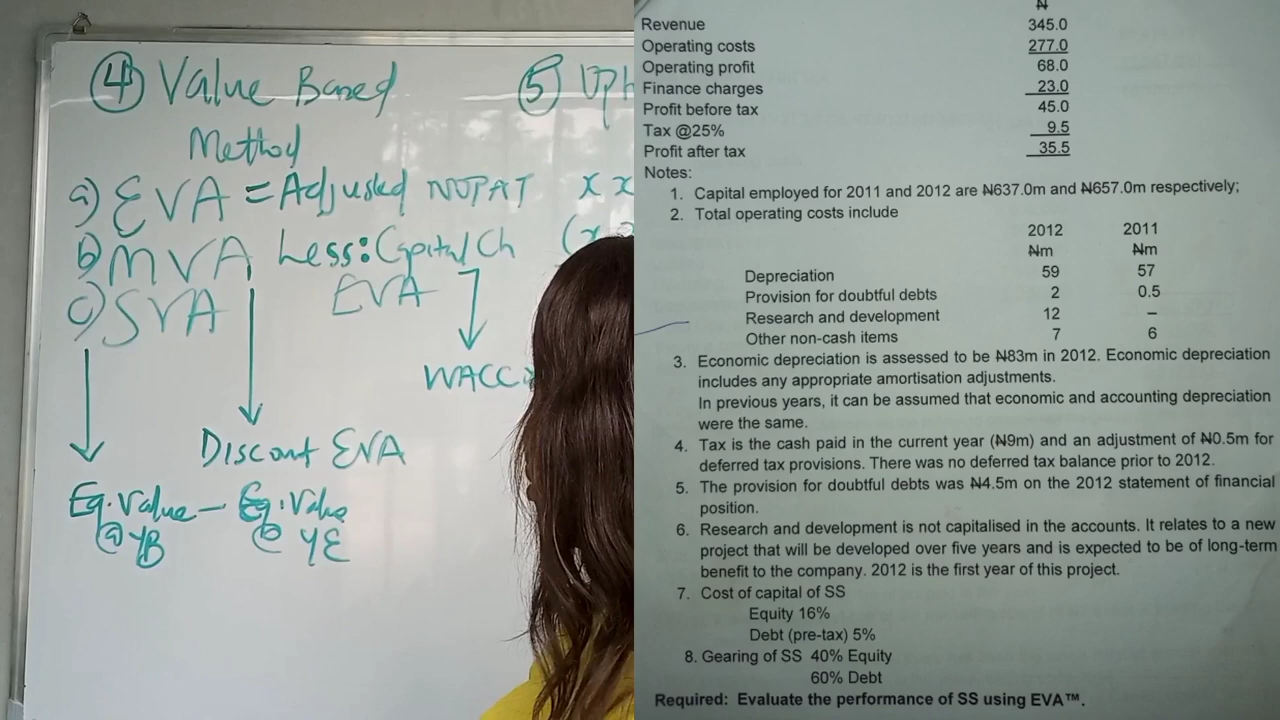 ④ Value Based
Method
a) EVA = Adjusted NOPAT x x
b) MVA Less: Capital Ch (x
c) SVA EVA
WACC x
Discount EVA
Eq. Value – Eq. Value
@ YB @ YE
⑤
₦
Revenue 345.0
Operating costs 277.0
Operating profit 68.0
Finance charges 23.0
Profit before tax 45.0
Tax @25% 9.5
Profit after tax 35.5
Notes:
1. Capital employed for 2011 and 2012 are ₦637.0m and ₦657.0m respectively;
2. Total operating costs include
2012 2011
₦m ₦m
Depreciation 59 57
Provision for doubtful debts 2 0.5
Research and development 12 –
Other non-cash items 7 6
3. Economic depreciation is assessed to be ₦83m in 2012. Economic depreciation
includes any appropriate amortisation adjustments.
In previous years, it can be assumed that economic and accounting depreciation
were the same.
4. Tax is the cash paid in the current year (₦9m) and an adjustment of ₦0.5m for
deferred tax provisions. There was no deferred tax balance prior to 2012.
5. The provision for doubtful debts was ₦4.5m on the 2012 statement of financial
position.
6. Research and development is not capitalised in the accounts. It relates to a new
project that will be developed over five years and is expected to be of long-term
benefit to the company. 2012 is the first year of this project.
7. Cost of capital of SS
Equity 16%
Debt (pre-tax) 5%
8. Gearing of SS 40% Equity
60% Debt
Required: Evaluate the performance of SS using EVA™.